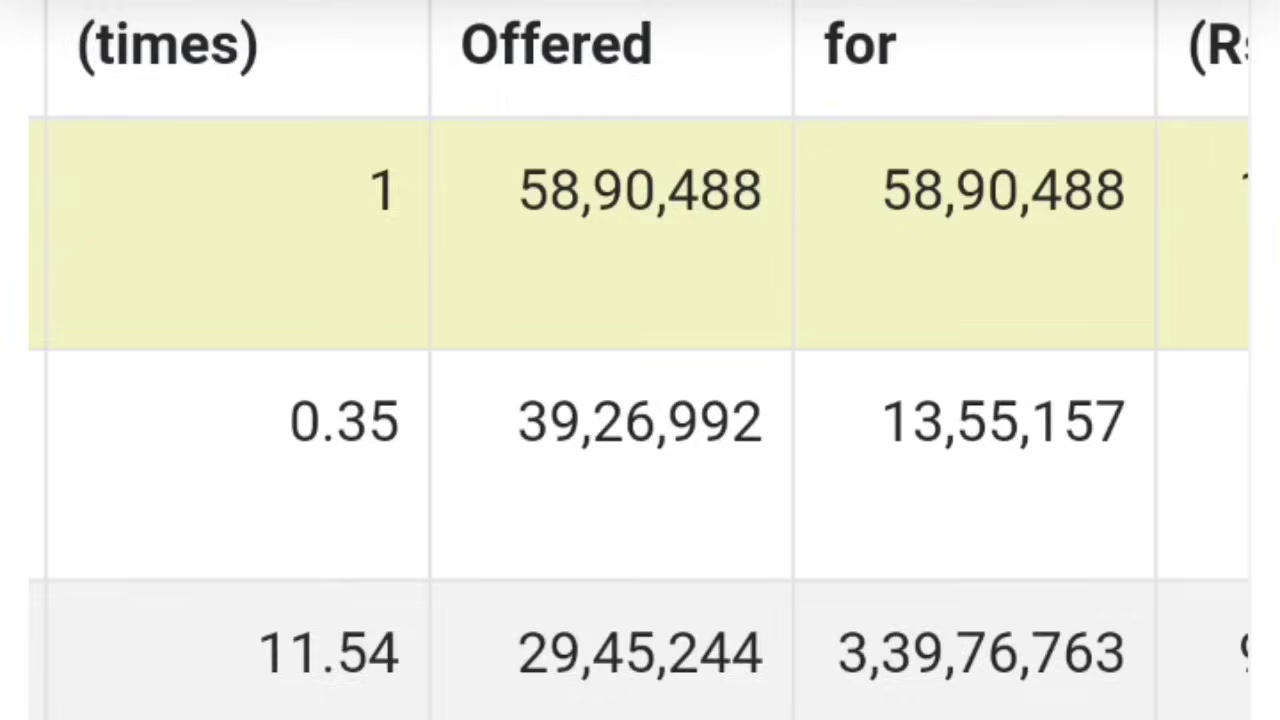 (times) Offered for
1 58,90,488 58,90,488
0.35 39,26,992 13,55,157
11.54 29,45,244 3,39,76,763